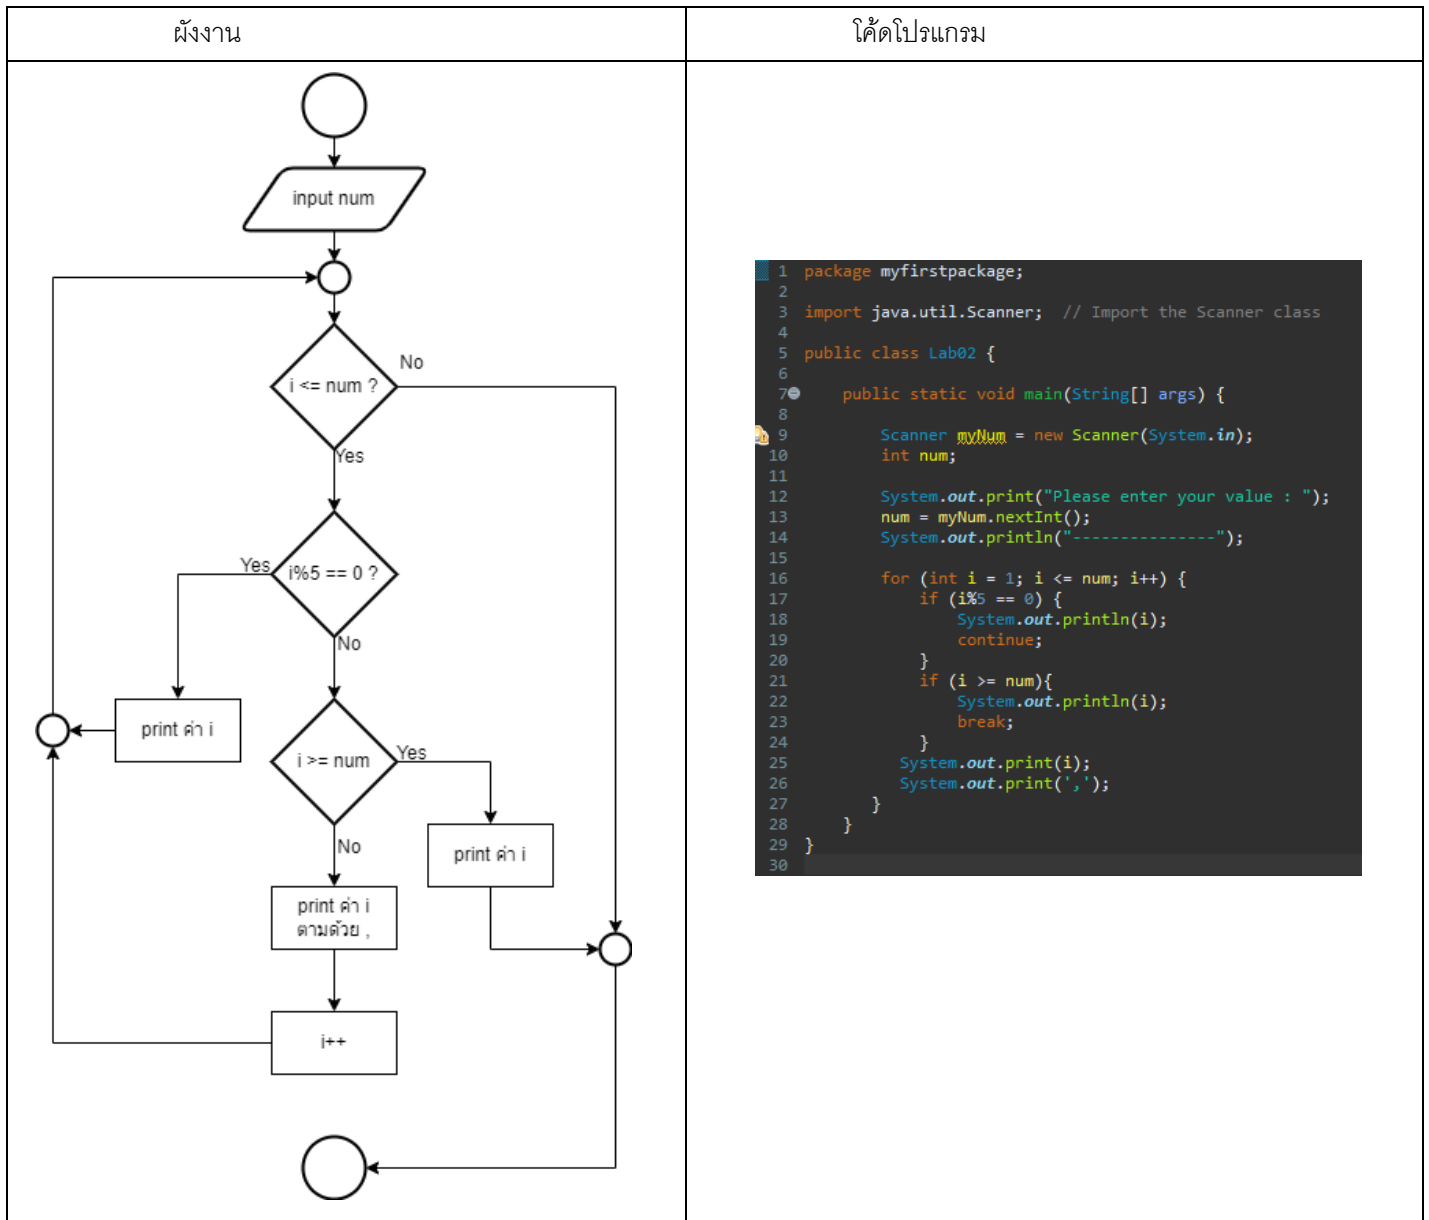 ผังงาน
โค้ดโปรแกรม
input num
i <= num ?
No
Yes
i%5 == 0 ?
Yes
No
print ค่า i
i >= num
Yes
No
print ค่า i
print ค่า i
ตามด้วย ,
i++
1 package myfirstpackage;
2
3 import java.util.Scanner;  // Import the Scanner class
4
5 public class Lab02 {
6
7     public static void main(String[] args) {
8
9         Scanner myNum = new Scanner(System.in);
10         int num;
11
12         System.out.print("Please enter your value : ");
13         num = myNum.nextInt();
14         System.out.println("---------------");
15
16         for (int i = 1; i <= num; i++) {
17             if (i%5 == 0) {
18                 System.out.println(i);
19                 continue;
20             }
21             if (i >= num){
22                 System.out.println(i);
23                 break;
24             }
25           System.out.print(i);
26           System.out.print(',');
27        }
28     }
29 }
30